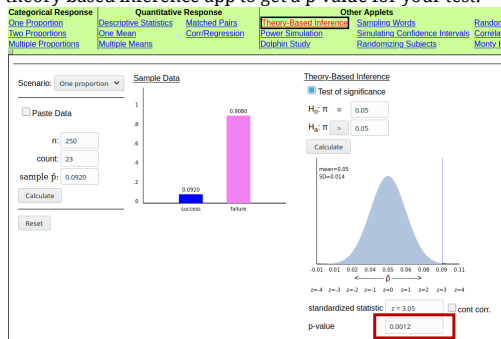 theory based inference app to get a p-value for your test.
Categorical Response Quantitative Response Other Applets
One Proportion Descriptive Statistics Matched Pairs Theory-Based Inference Sampling Words
Two Proportions One Mean Corr/Regression Power Simulation Simulating Confidence Intervals
Multiple Proportions Multiple Means Dolphin Study Randomizing Subjects
Scenario: One proportion
Paste Data
n: 250
count: 23
sample p̂: 0.0920
Calculate
Reset
Sample Data
1
.8
.6
.4
.2
0
0.0920
0.9080
success failure
Theory-Based Inference
Test of significance
Ho: π = 0.05
Ha: π > 0.05
Calculate
mean=0.05
SD=0.014
-0.01 0.01 0.02 0.04 0.05 0.06 0.08 0.09 0.11
<---------- p̂ ---------->
z=-4 z=-3 z=-2 z=-1 z=0 z=1 z=2 z=3 z=4
standardized statistic z = 3.05 cont corr.
p-value 0.0012